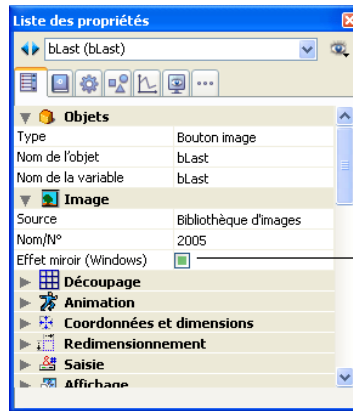 Liste des propriétés
bLast (bLast)
Objets
Type Bouton image
Nom de l'objet bLast
Nom de la variable bLast
Image
Source Bibliothèque d'images
Nom/N° 2005
Effet miroir (Windows)
Découpage
Animation
Coordonnées et dimensions
Redimensionnement
Saisie
Affichage